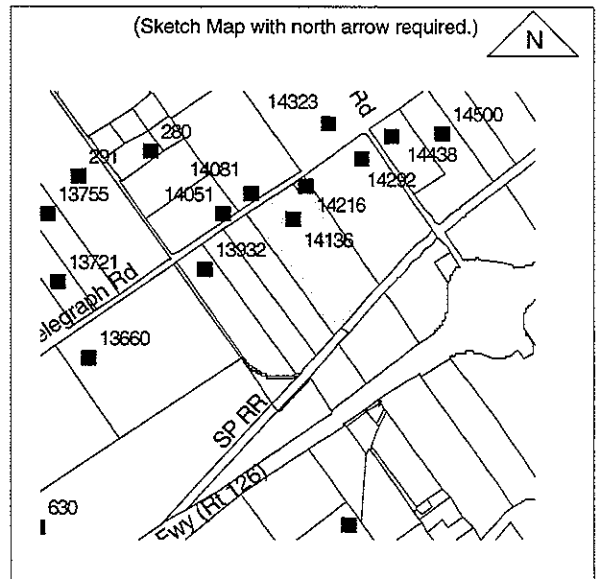 (Sketch Map with north arrow required.)
N
Rd
14323
14500
280
291
14081
14438
14292
13755
14051
14216
14136
13932
13721
elegraph Rd
13660
SP RR
Fwy (Rt 126)
630